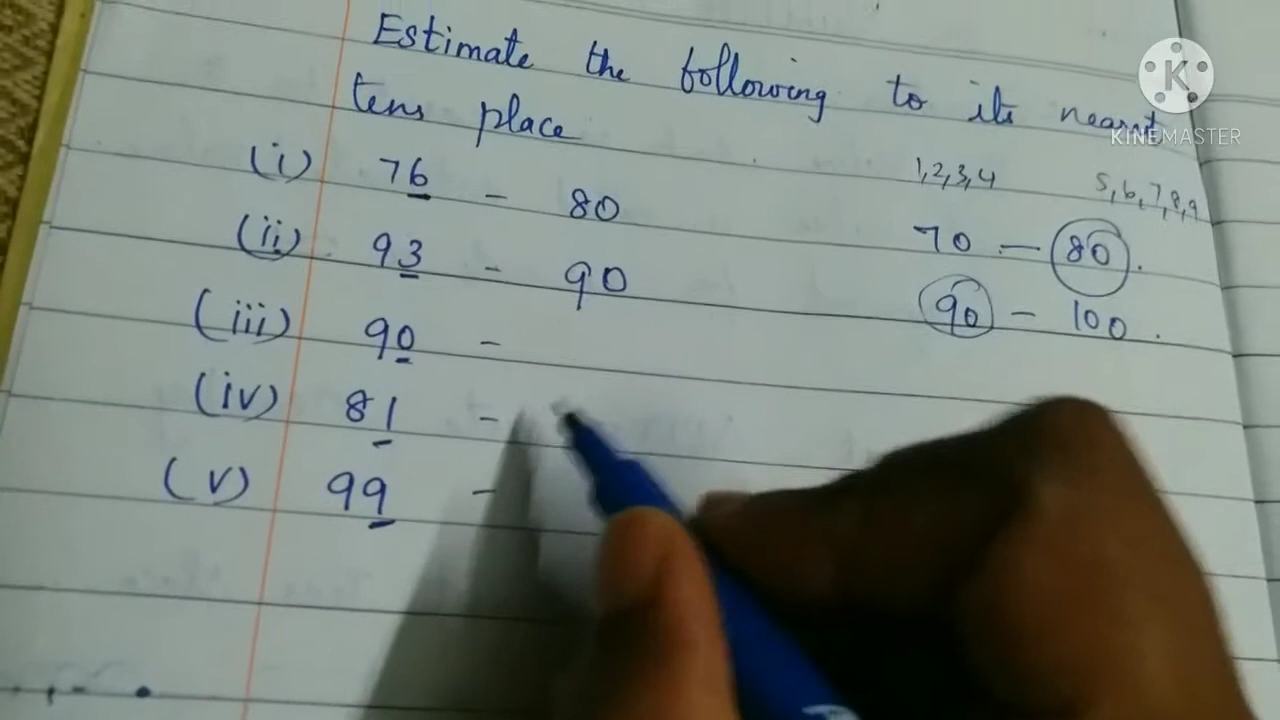 Estimate the following to its nearest
tens place
(i) 76 - 80
(ii) 93 - 90
(iii) 90 -
(iv) 81 -
(v) 99 -
1,2,3,4 5,6,7,8,9
70 - 80.
90 - 100.
K
KINEMASTER